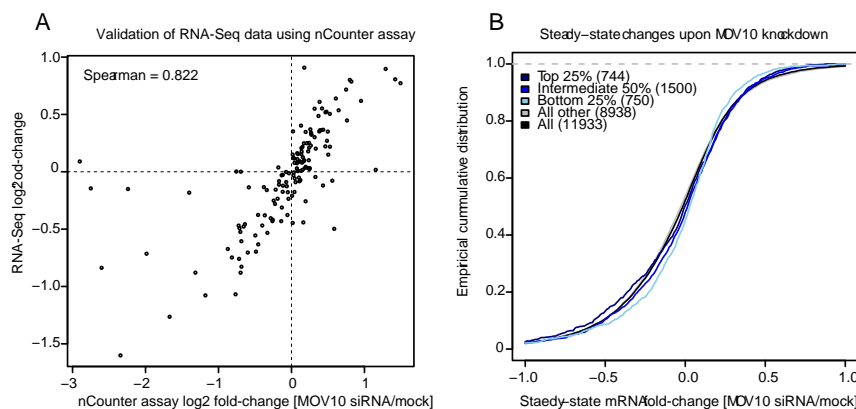 A
Validation of RNA-Seq data using nCounter assay
Spearman = 0.822
1.0
0.5
0
−0.5
−1.0
−1.5
RNA-Seq log2od-change
−3
−2
−1
0
1
nCounter assay log2 fold-change [MOV10 siRNA/mock]
B
Steady−state changes upon MOV10 knockdown
Top 25% (744)
Intermediate 50% (1500)
Bottom 25% (750)
All other (8938)
All (11933)
1.0
0.8
0.6
0.4
0.2
0
Empiricial cummulative distribution
−1.0
−0.5
0.0
0.5
1.0
Staedy-state mRNA fold-change [MOV10 siRNA/mock]